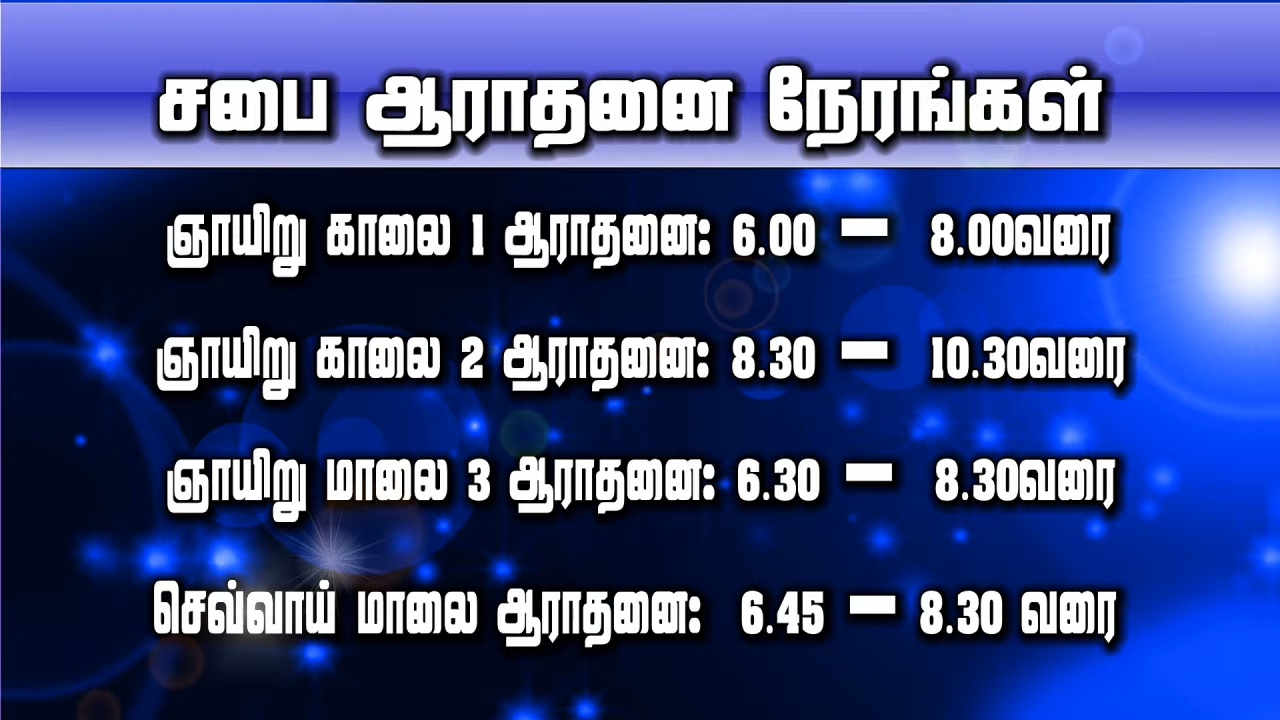 சபை ஆராதனை நேரங்கள்
ஞாயிறு காலை 1 ஆராதனை: 6.00 – 8.00வரை
ஞாயிறு காலை 2 ஆராதனை: 8.30 – 10.30வரை
ஞாயிறு மாலை 3 ஆராதனை: 6.30 – 8.30வரை
செவ்வாய் மாலை ஆராதனை: 6.45 – 8.30 வரை